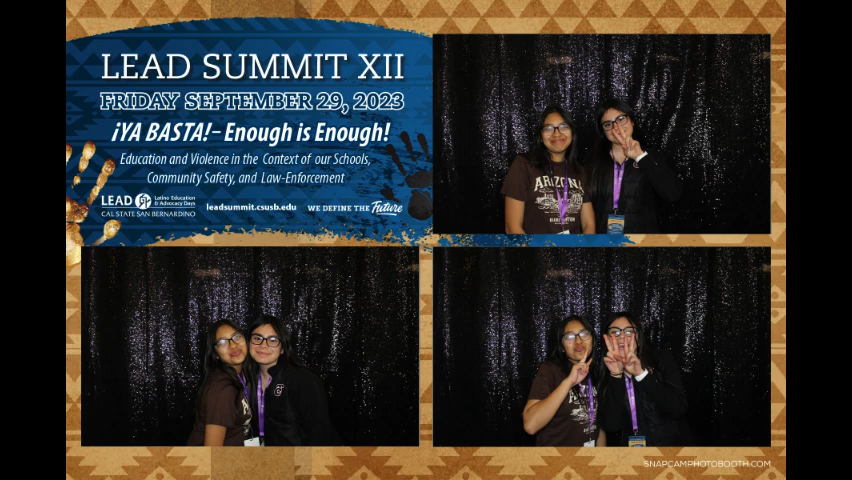 LEAD SUMMIT XII
FRIDAY SEPTEMBER 29, 2023
¡YA BASTA!– Enough is Enough!
Education and Violence in the Context of our Schools,
Community Safety, and Law-Enforcement
LEAD Latino Education
& Advocacy Days
CAL STATE SAN BERNARDINO
leadsummit.csusb.edu
WE DEFINE THE Future
ARIZONA
SNAPCAMPHOTOBOOTH.COM